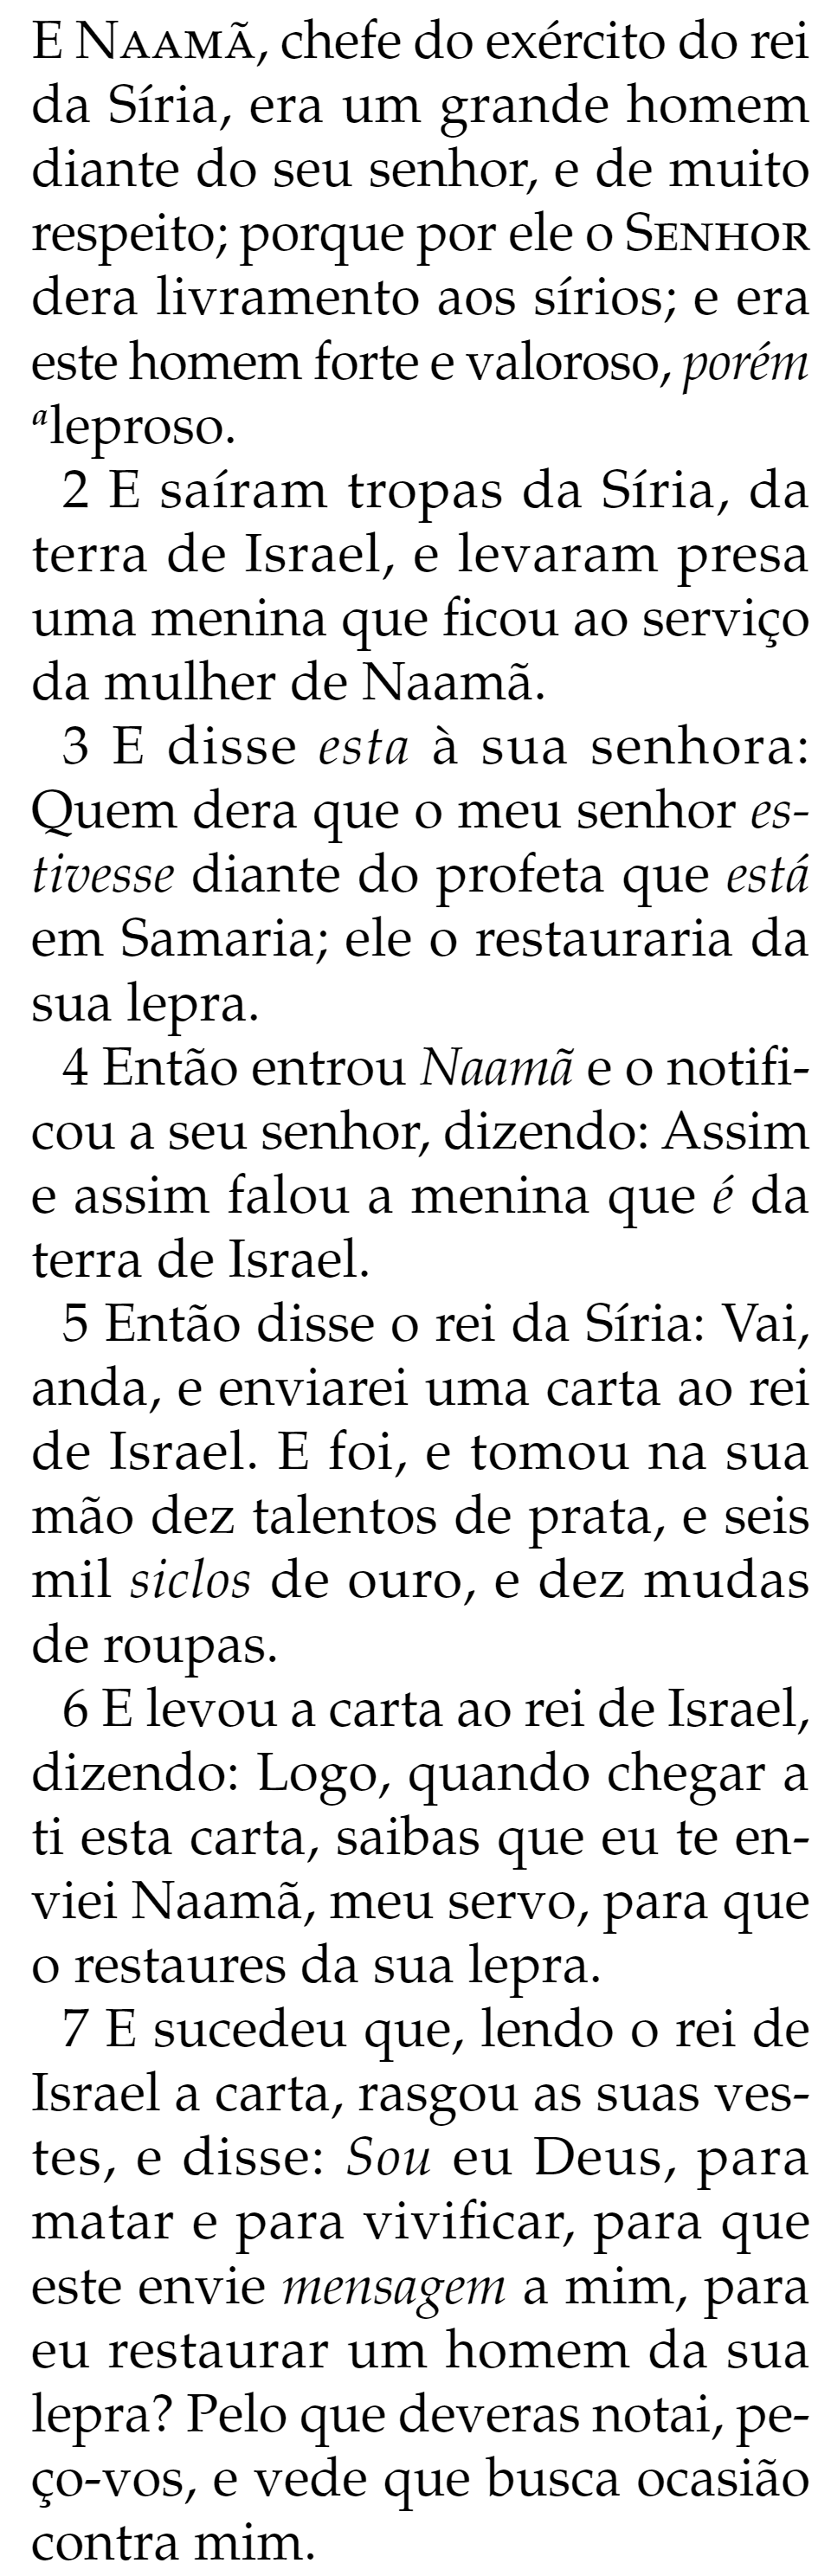 E NAAMÃ, chefe do exército do rei
da Síria, era um grande homem
diante do seu senhor, e de muito
respeito; porque por ele o SENHOR
dera livramento aos sírios; e era
este homem forte e valoroso, porém
ᵃleproso.
2 E saíram tropas da Síria, da
terra de Israel, e levaram presa
uma menina que ficou ao serviço
da mulher de Naamã.
3 E disse esta à sua senhora:
Quem dera que o meu senhor es-
tivesse diante do profeta que está
em Samaria; ele o restauraria da
sua lepra.
4 Então entrou Naamã e o notifi-
cou a seu senhor, dizendo: Assim
e assim falou a menina que é da
terra de Israel.
5 Então disse o rei da Síria: Vai,
anda, e enviarei uma carta ao rei
de Israel. E foi, e tomou na sua
mão dez talentos de prata, e seis
mil siclos de ouro, e dez mudas
de roupas.
6 E levou a carta ao rei de Israel,
dizendo: Logo, quando chegar a
ti esta carta, saibas que eu te en-
viei Naamã, meu servo, para que
o restaures da sua lepra.
7 E sucedeu que, lendo o rei de
Israel a carta, rasgou as suas ves-
tes, e disse: Sou eu Deus, para
matar e para vivificar, para que
este envie mensagem a mim, para
eu restaurar um homem da sua
lepra? Pelo que deveras notai, pe-
ço-vos, e vede que busca ocasião
contra mim.